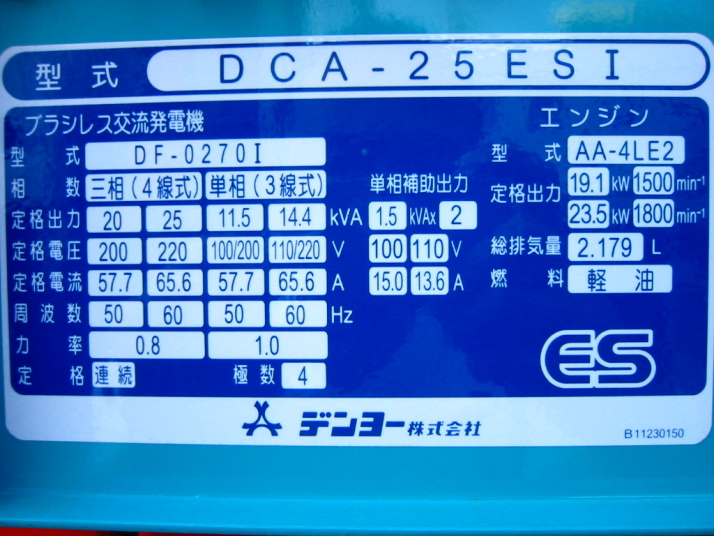 型式 DCA-25ESI
ブラシレス交流発電機
型式 DF-0270I
相数 三相(4線式) 単相(3線式)
定格出力 20 25 11.5 14.4 kVA
定格電圧 200 220 100/200 110/220 V
定格電流 57.7 65.6 57.7 65.6 A
周波数 50 60 50 60 Hz
力率 0.8 1.0
定格 連続 極数 4
単相補助出力
1.5 kVAx 2
100 110 V
15.0 13.6 A
エンジン
型式 AA-4LE2
定格出力 19.1 kW 1500 min⁻¹
23.5 kW 1800 min⁻¹
総排気量 2.179 L
燃料 軽油
ES
デンヨー株式会社
B11230150